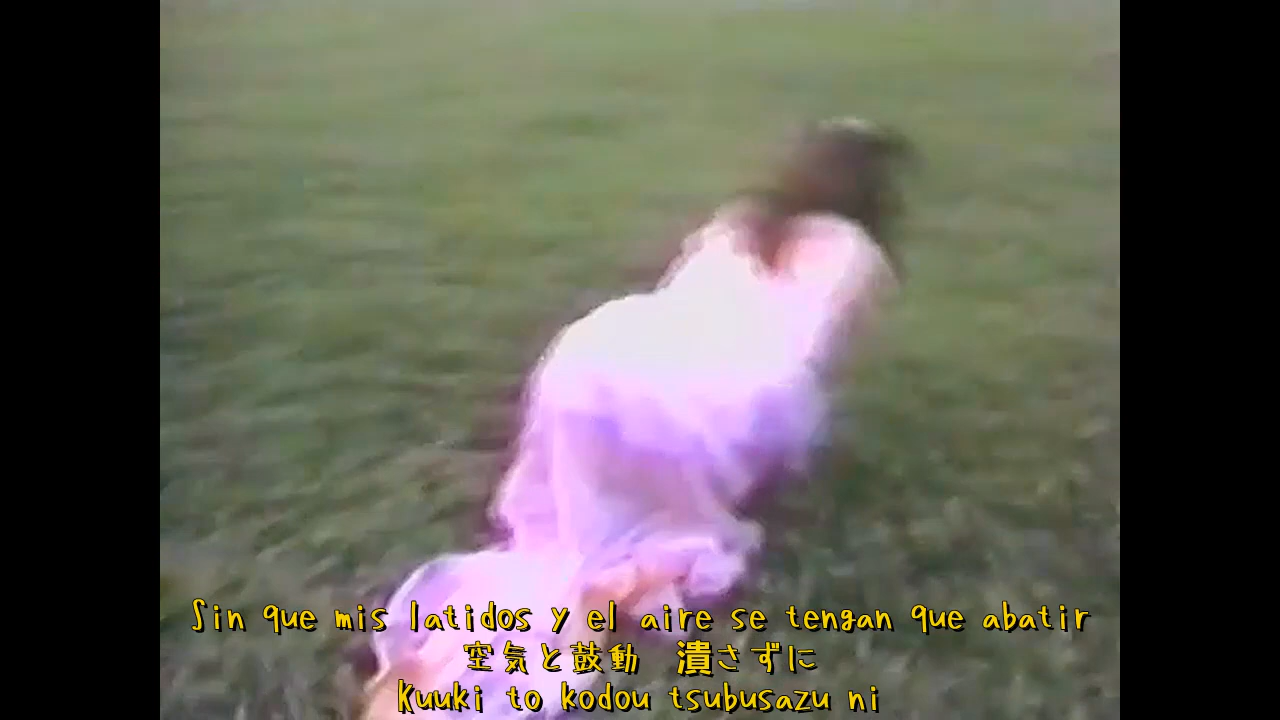 Sin que mis latidos y el aire se tengan que abatir
空気と鼓動　潰さずに
Kuuki to kodou tsubusazu ni